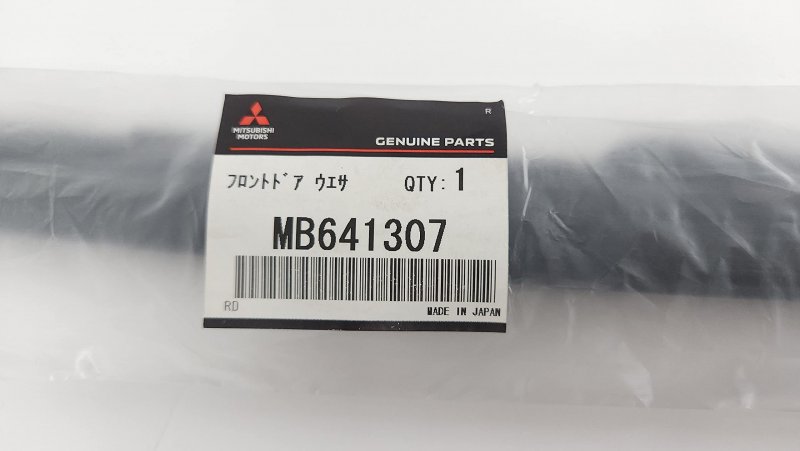 R
MITSUBISHI
MOTORS
GENUINE PARTS
フロントドア ウエサ
QTY: 1
MB641307
RD
MADE IN JAPAN